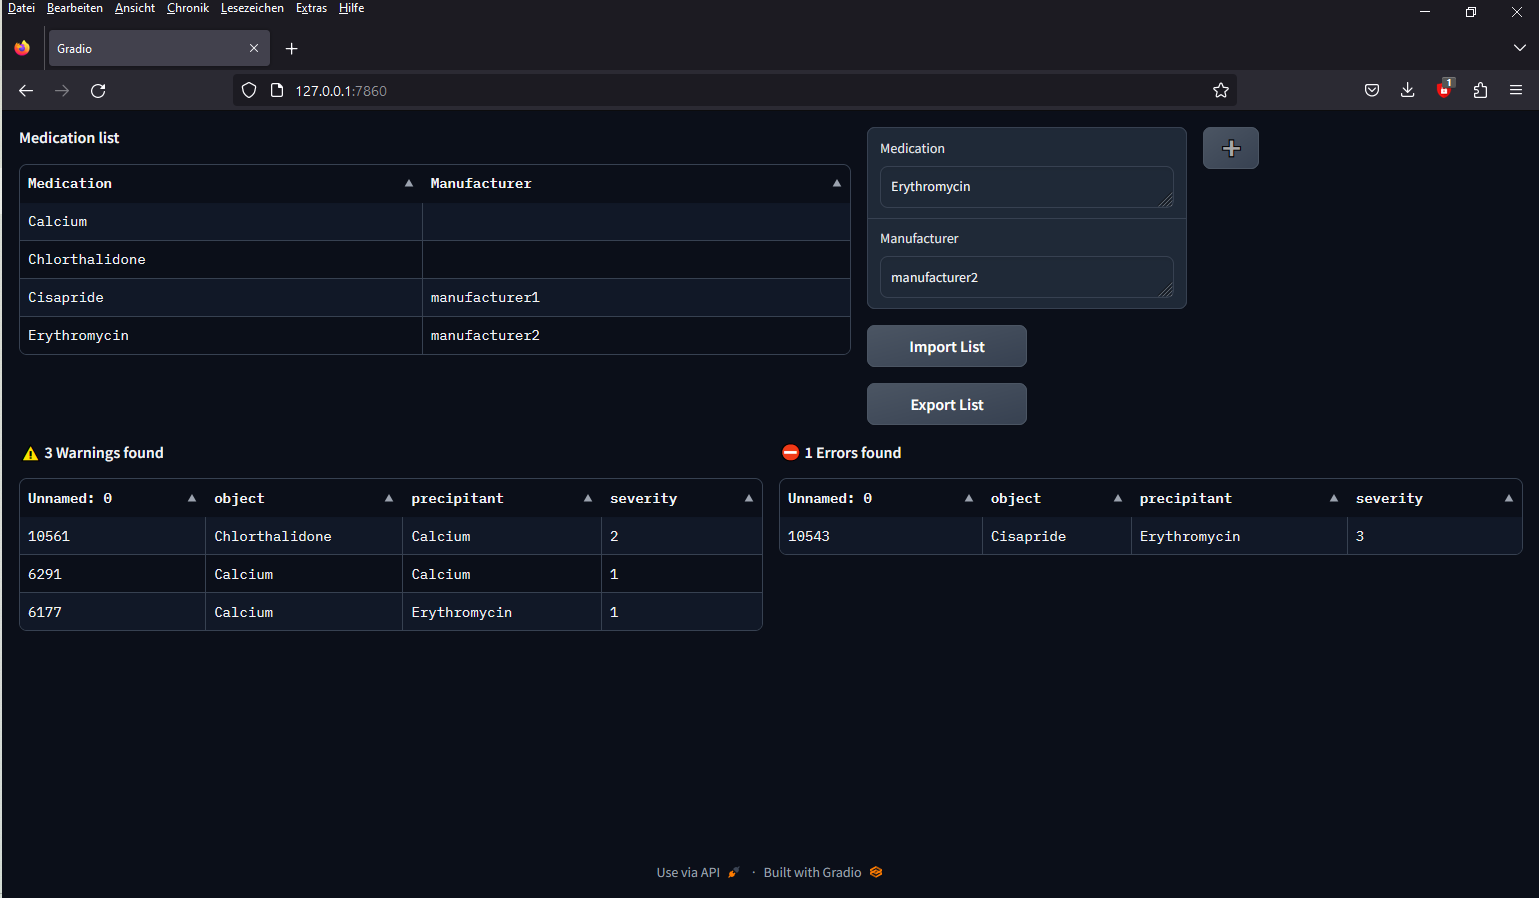 Datei Bearbeiten Ansicht Chronik Lesezeichen Extras Hilfe
Gradio
127.0.0.1:7860
1
Medication list
Medication Manufacturer
Calcium
Chlorthalidone
Cisapride manufacturer1
Erythromycin manufacturer2
Medication
Erythromycin
Manufacturer
manufacturer2
Import List
Export List
3 Warnings found
Unnamed: 0 object precipitant severity
10561 Chlorthalidone Calcium 2
6291 Calcium Calcium 1
6177 Calcium Erythromycin 1
1 Errors found
Unnamed: 0 object precipitant severity
10543 Cisapride Erythromycin 3
Use via API · Built with Gradio